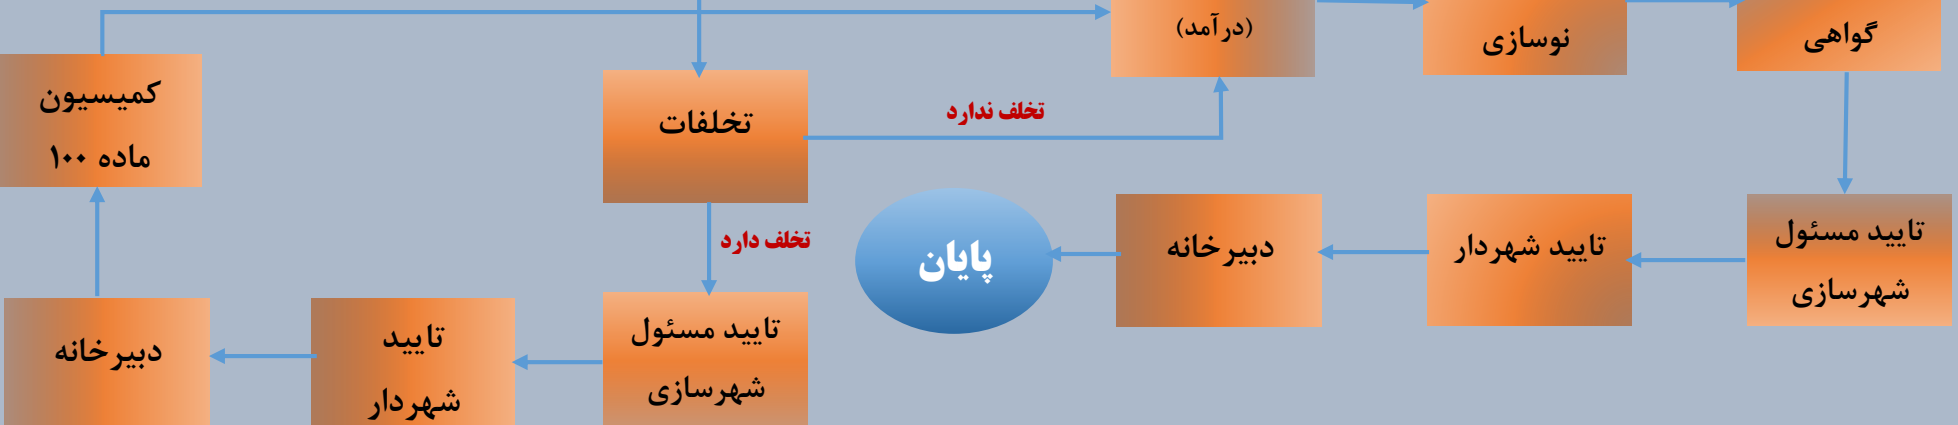 (درآمد)
نوسازی
گواهی
کمیسیون
ماده ۱۰۰
تخلفات
تخلف ندارد
تخلف دارد
تایید مسئول
شهرسازی
تایید شهردار
دبیرخانه
پایان
تایید مسئول
شهرسازی
تایید
شهردار
دبیرخانه